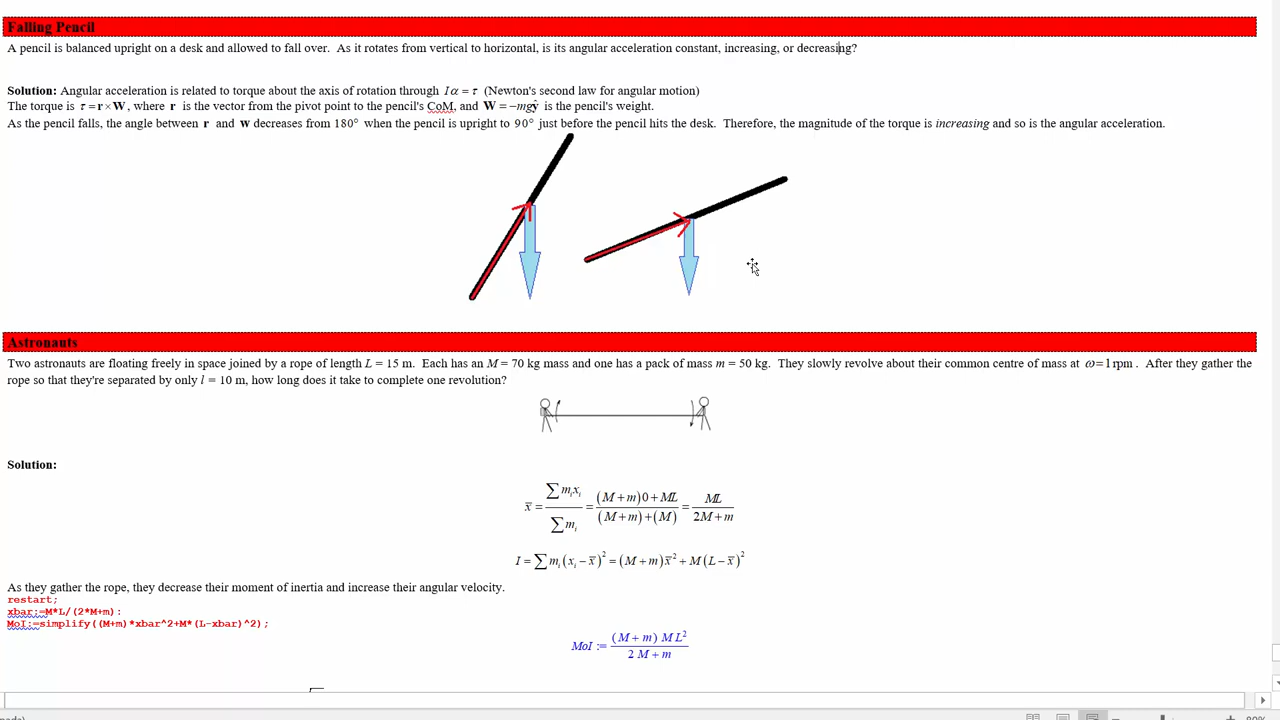 Falling Pencil
A pencil is balanced upright on a desk and allowed to fall over. As it rotates from vertical to horizontal, is its angular acceleration constant, increasing, or decreasing?
Solution: Angular acceleration is related to torque about the axis of rotation through Iα = τ (Newton's second law for angular motion)
The torque is τ = r × W, where r is the vector from the pivot point to the pencil's CoM, and W = −mgŷ is the pencil's weight.
As the pencil falls, the angle between r and w decreases from 180° when the pencil is upright to 90° just before the pencil hits the desk. Therefore, the magnitude of the torque is increasing and so is the angular acceleration.
Astronauts
Two astronauts are floating freely in space joined by a rope of length L = 15 m. Each has an M = 70 kg mass and one has a pack of mass m = 50 kg. They slowly revolve about their common centre of mass at ω = 1 rpm . After they gather the
rope so that they're separated by only l = 10 m, how long does it take to complete one revolution?
Solution:
x̄ = ∑ mᵢxᵢ / ∑ mᵢ = (M + m)0 + ML / (M + m) + (M) = ML / 2M + m
I = ∑ mᵢ(xᵢ − x̄)² = (M + m)x̄² + M(L − x̄)²
As they gather the rope, they decrease their moment of inertia and increase their angular velocity.
restart;
xbar:=M*L/(2*M+m):
MoI:=simplify((M+m)*xbar^2+M*(L-xbar)^2);
MoI := (M + m) M L² / 2 M + m